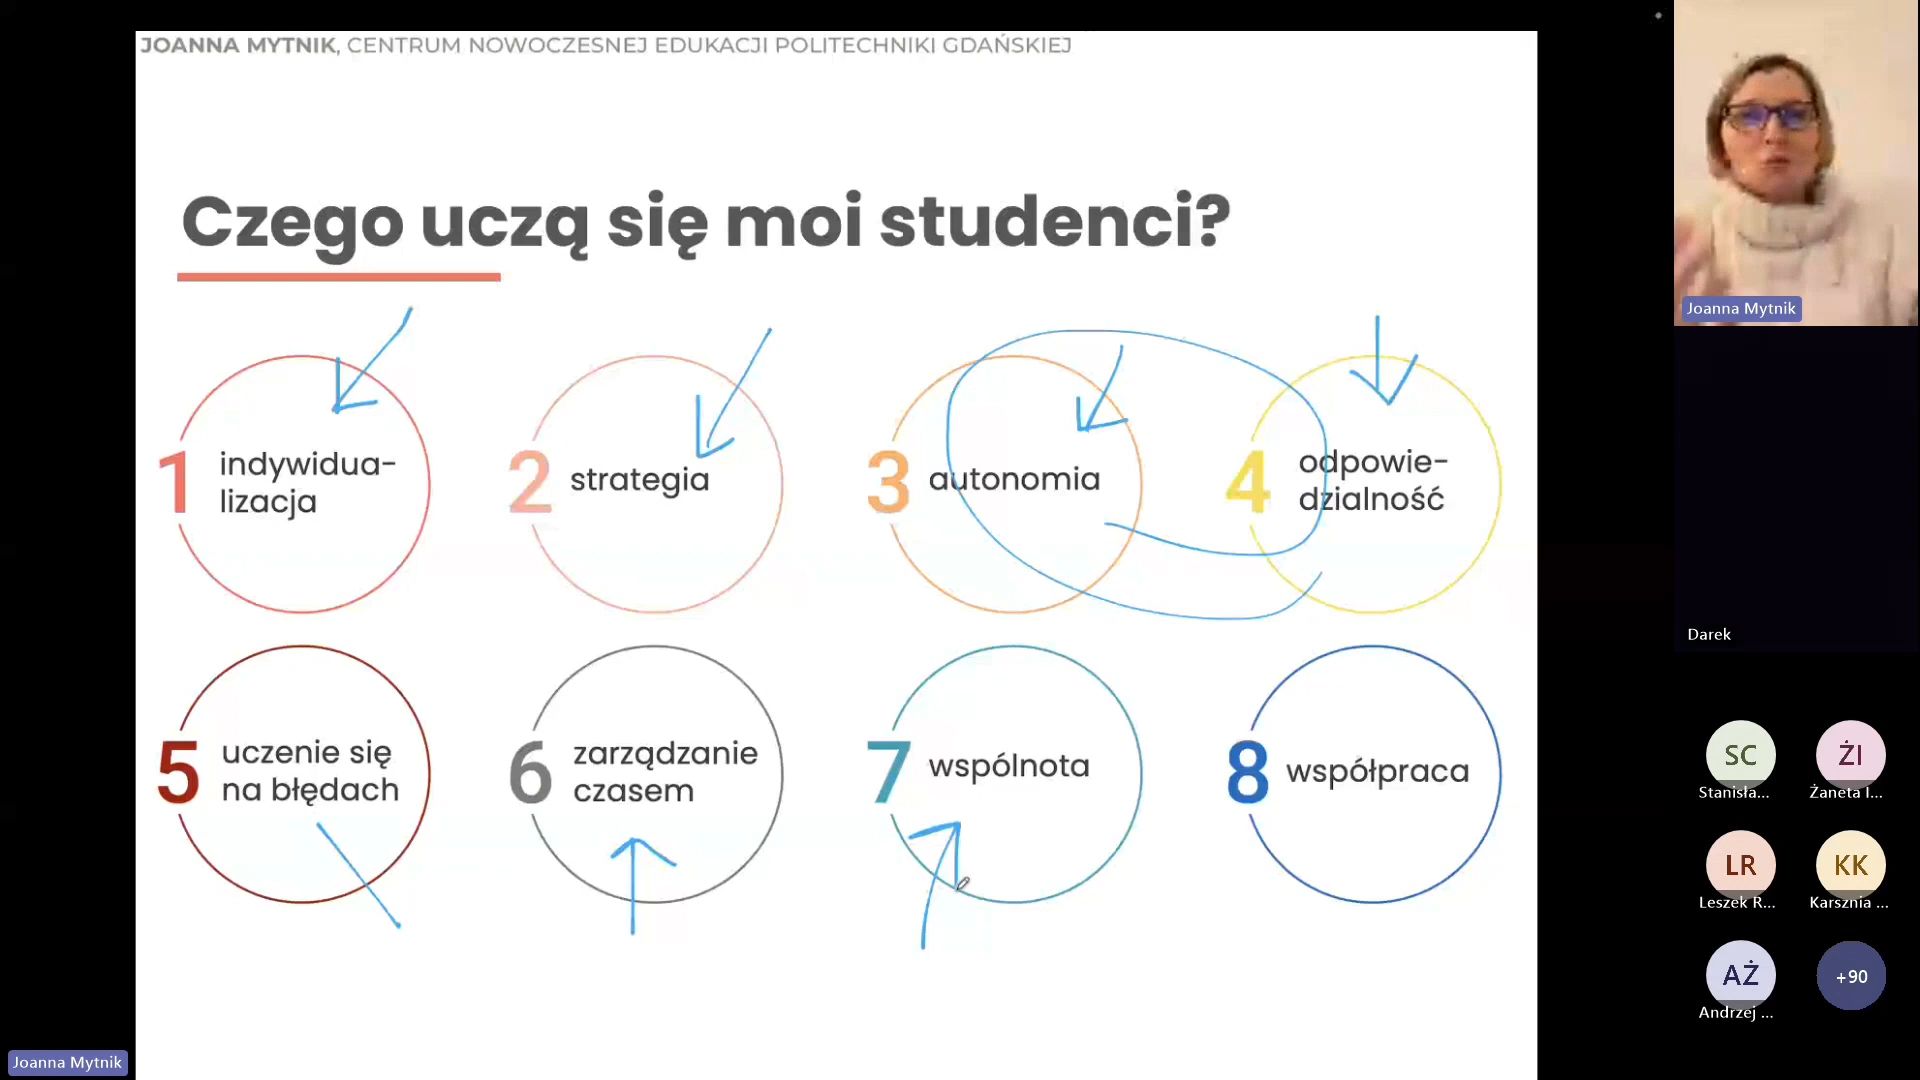 JOANNA MYTNIK, CENTRUM NOWOCZESNEJ EDUKACJI POLITECHNIKI GDAŃSKIEJ
Czego uczą się moi studenci?
1 indywidua-
lizacja
2 strategia
3 autonomia
4 odpowie-
dzialność
5 uczenie się
na błędach
6 zarządzanie
czasem
7 wspólnota
8 współpraca
Joanna Mytnik
Darek
SC
Stanisła...
ŻI
Żaneta I...
LR
Leszek R...
KK
Karsznia ...
AŻ
Andrzej ...
+90
Joanna Mytnik